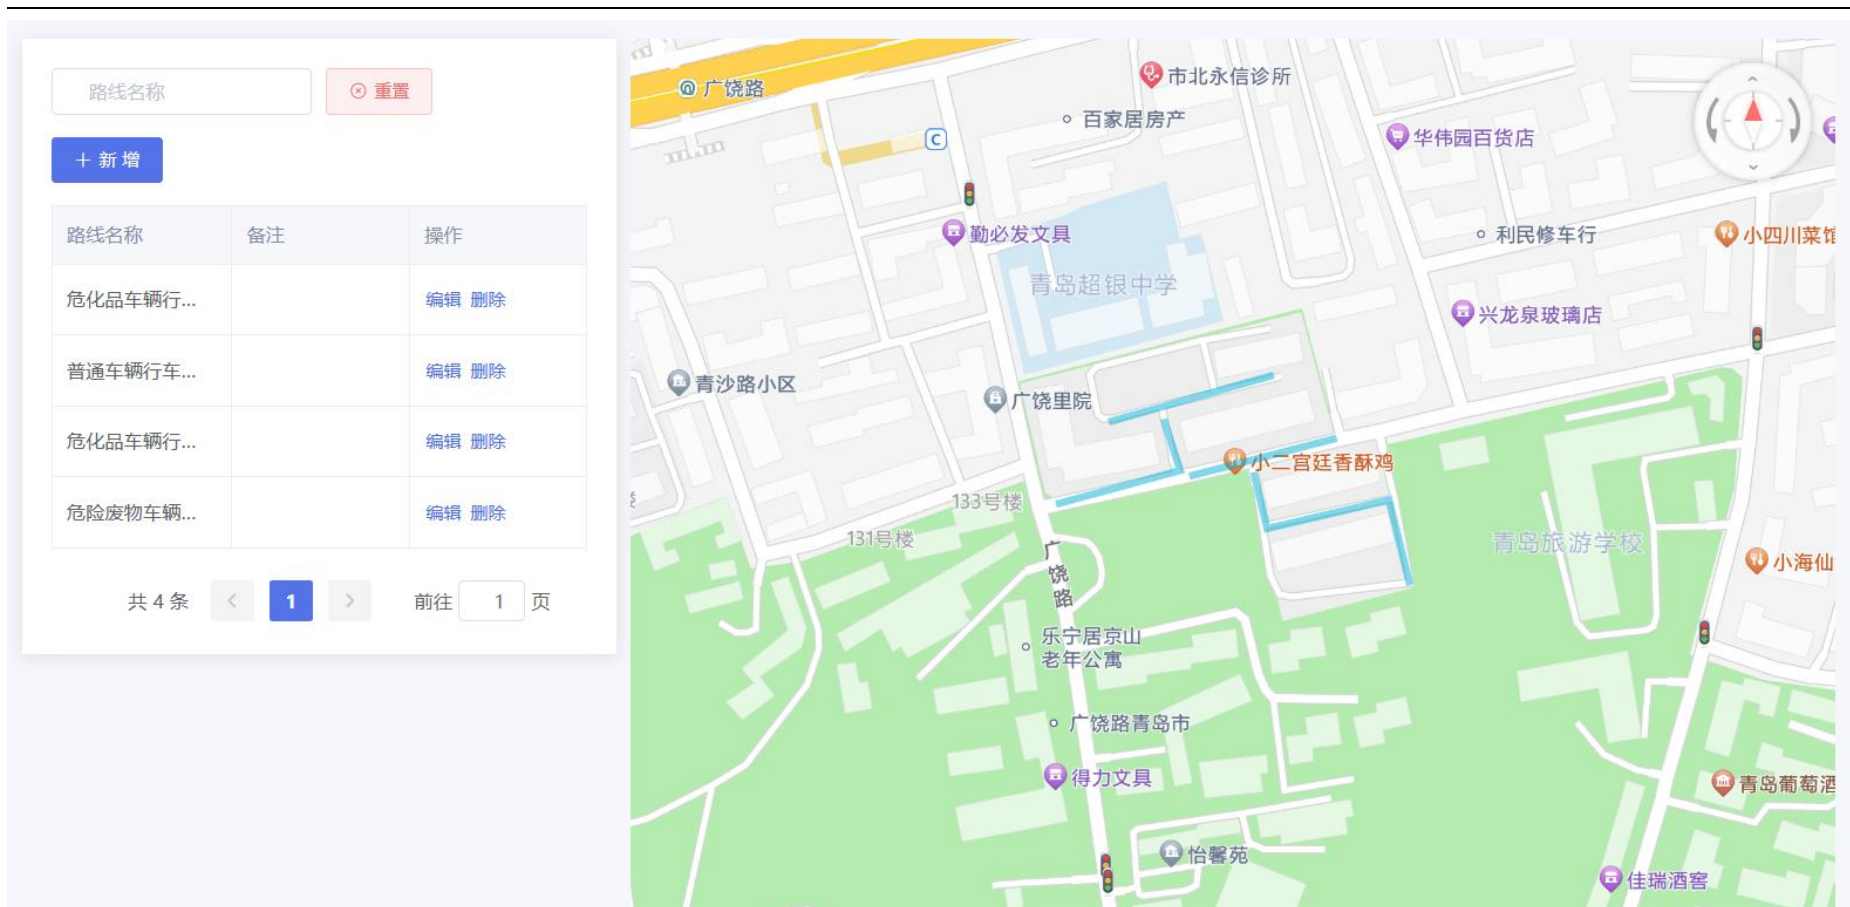 路线名称
重置
新增
路线名称 备注 操作
危化品车辆行... 编辑 删除
普通车辆行车... 编辑 删除
危化品车辆行... 编辑 删除
危险废物车辆... 编辑 删除
共 4 条 1 前往 1 页
广饶路
市北永信诊所
百家居房产
C
华伟园百货店
勤必发文具
利民修车行
小四川菜馆
青岛超银中学
兴龙泉玻璃店
青沙路小区
广饶里院
小二宫廷香酥鸡
133号楼
131号楼
青岛旅游学校
广饶路
小海仙
乐宁居京山
老年公寓
广饶路青岛市
得力文具
青岛葡萄酒
怡馨苑
佳瑞酒窖